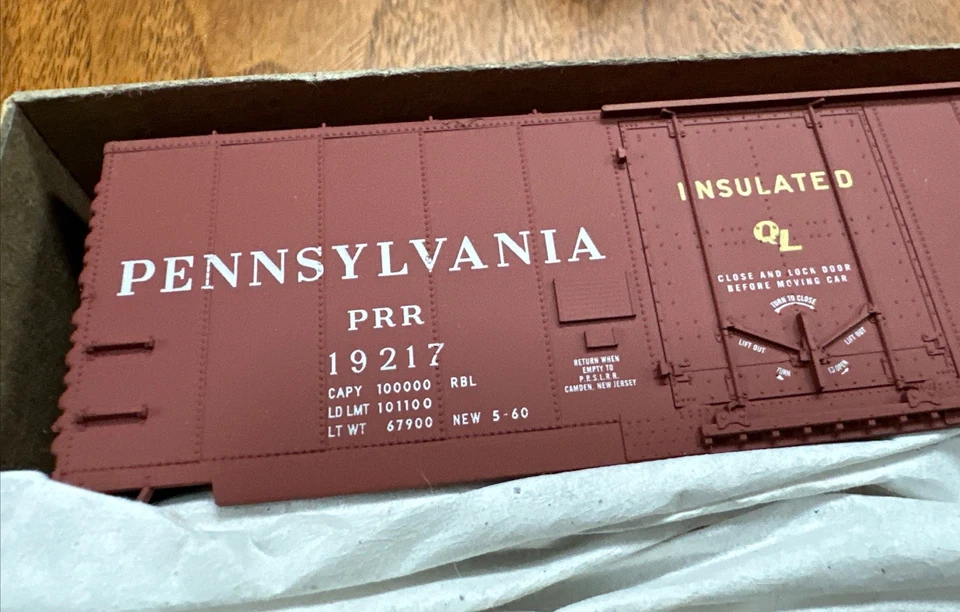 PENNSYLVANIA
PRR
19217
CAPY 100000 RBL
LD LMT 101100
LT WT 67900 NEW 5-60
RETURN WHEN
EMPTY TO
P.R.S.L.R.R.
CAMDEN, NEW JERSEY
INSULATED
QL
CLOSE AND LOCK DOOR
BEFORE MOVING CAR
TURN TO CLOSE
LIFT OUT
LIFT OUT
TURN
TO OPEN